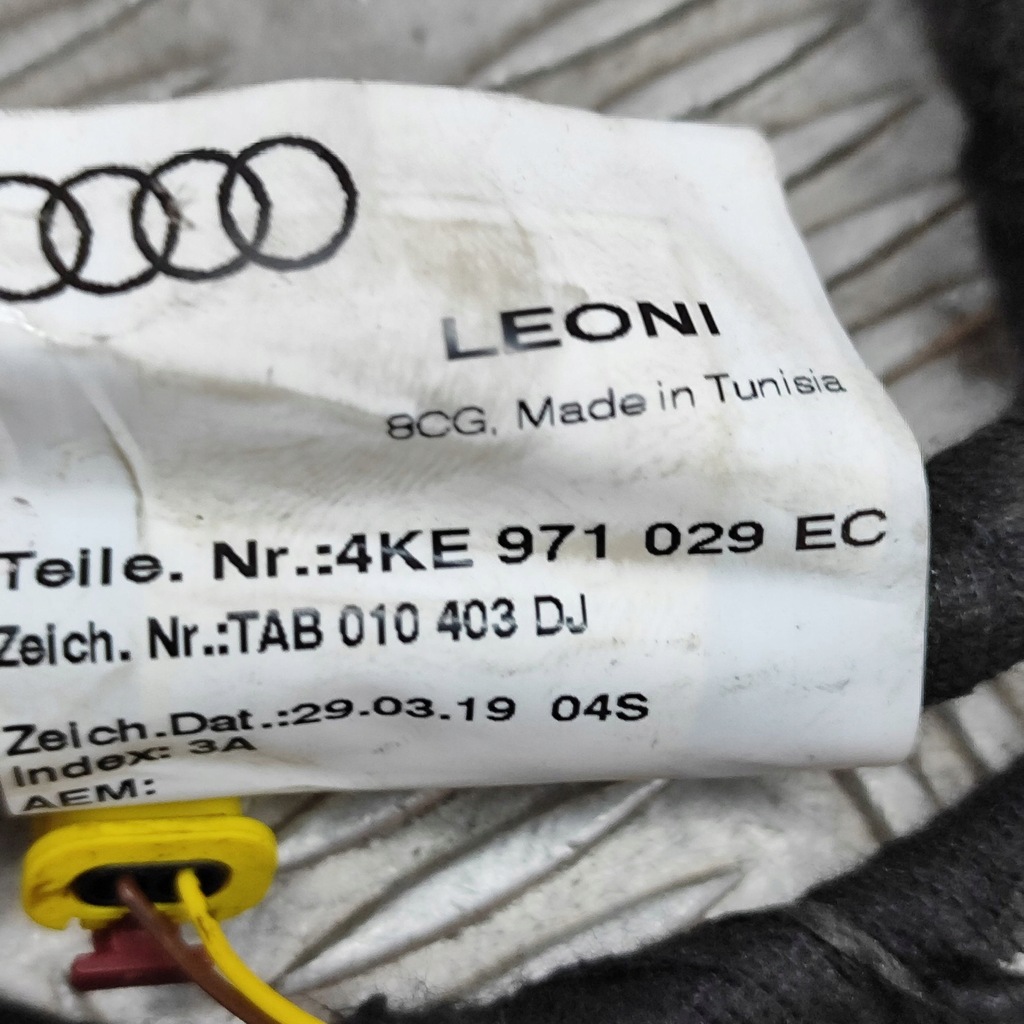 LEONI
8CG, Made in Tunisia
Teile. Nr.:4KE 971 029 EC
Zeich. Nr.:TAB 010 403 DJ
Zeich.Dat.:29-03.19 04S
Index: 3A
AEM: